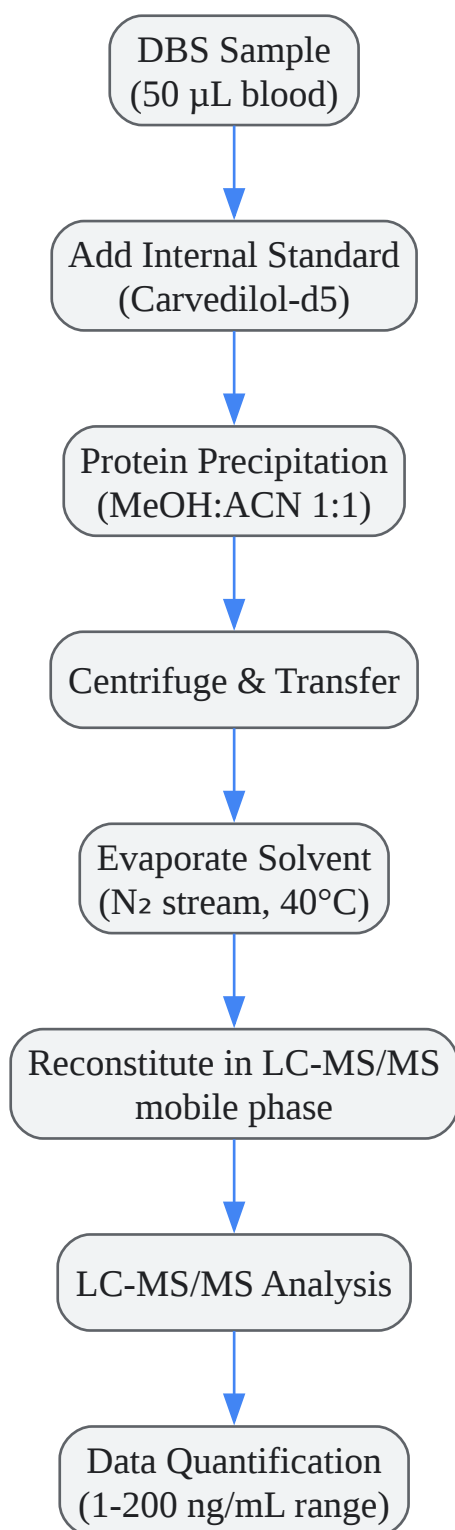 DBS Sample
(50 µL blood)
Add Internal Standard
(Carvedilol-d5)
Protein Precipitation
(MeOH:ACN 1:1)
Centrifuge & Transfer
Evaporate Solvent
(N₂ stream, 40°C)
Reconstitute in LC-MS/MS
mobile phase
LC-MS/MS Analysis
Data Quantification
(1-200 ng/mL range)